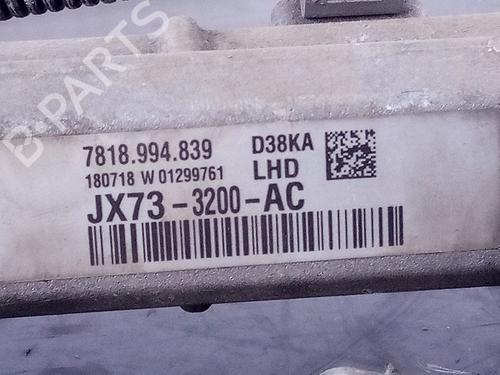 B-PARTS
7818.994.839 D38KA
180718 W 01299761 LHD
JX73-3200-AC